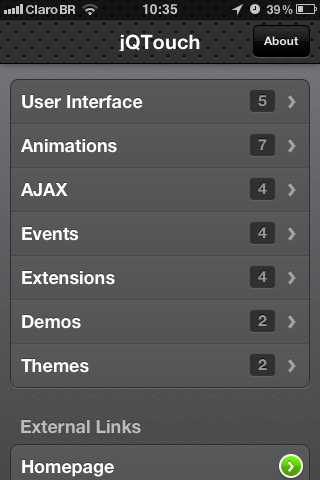 Claro BR 10:35 39%
jQTouch About
User Interface 5
Animations 7
AJAX 4
Events 4
Extensions 4
Demos 2
Themes 2
External Links
Homepage